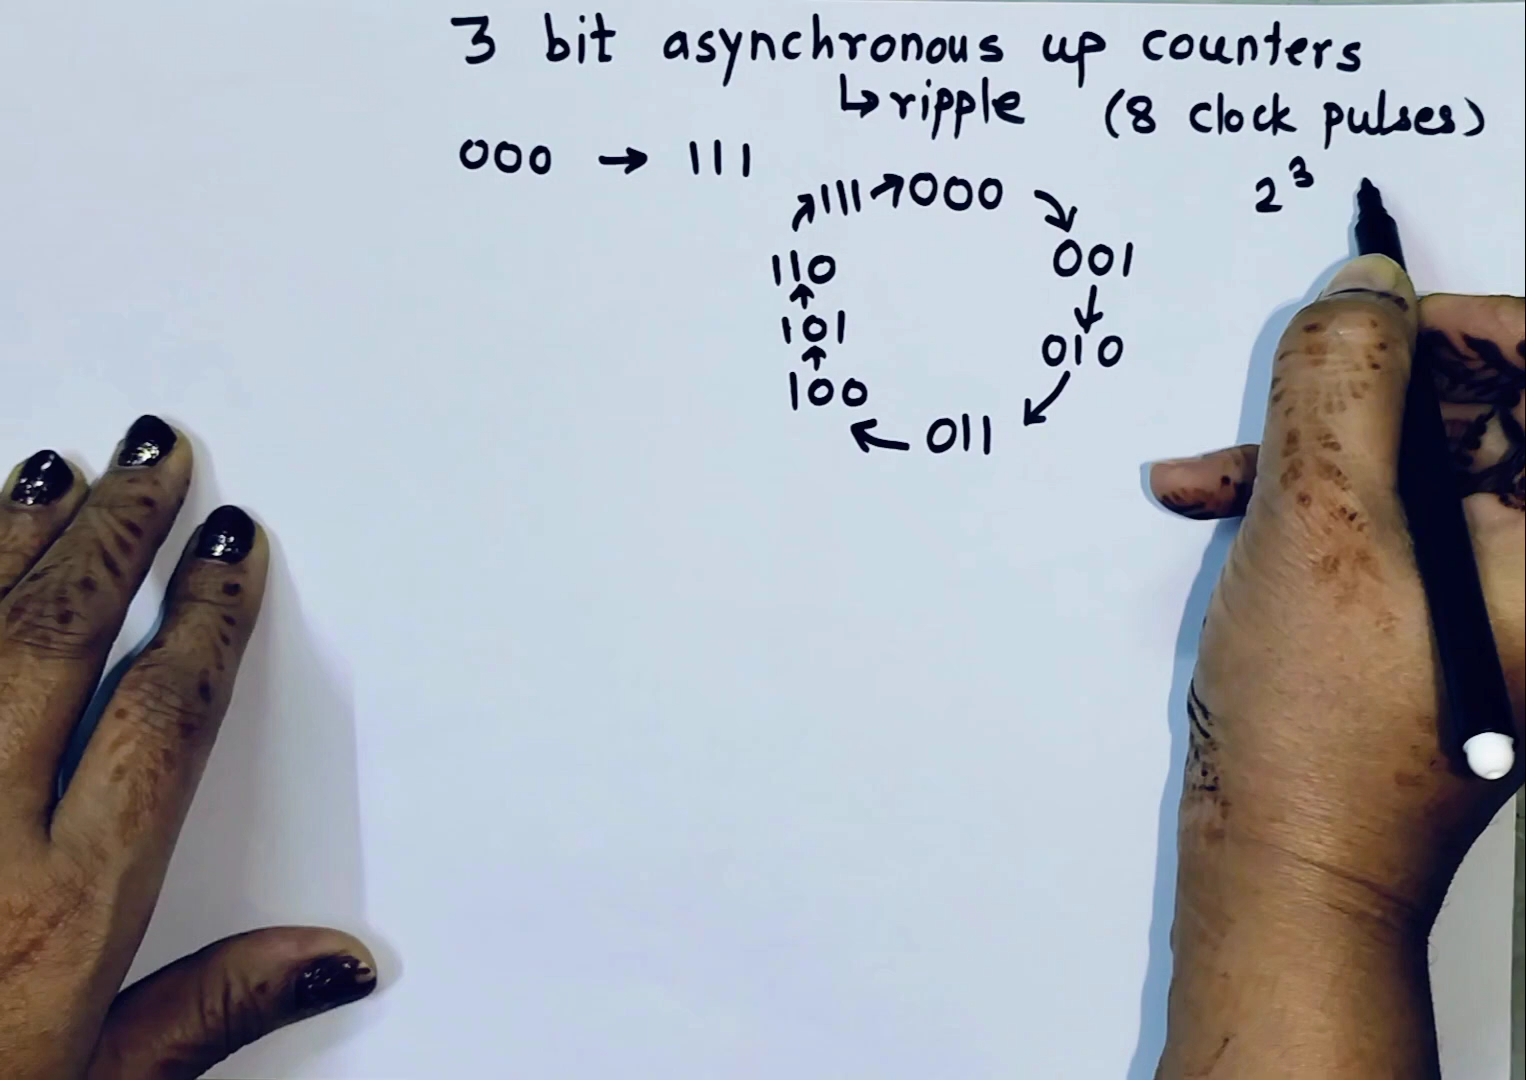 3 bit asynchronous up counters
↳ ripple (8 clock pulses)
000 → 111
2³
↗ 111 ↗ 000 ↘
110 001
↑ ↓
101 010
↑ ↙
100
← 011